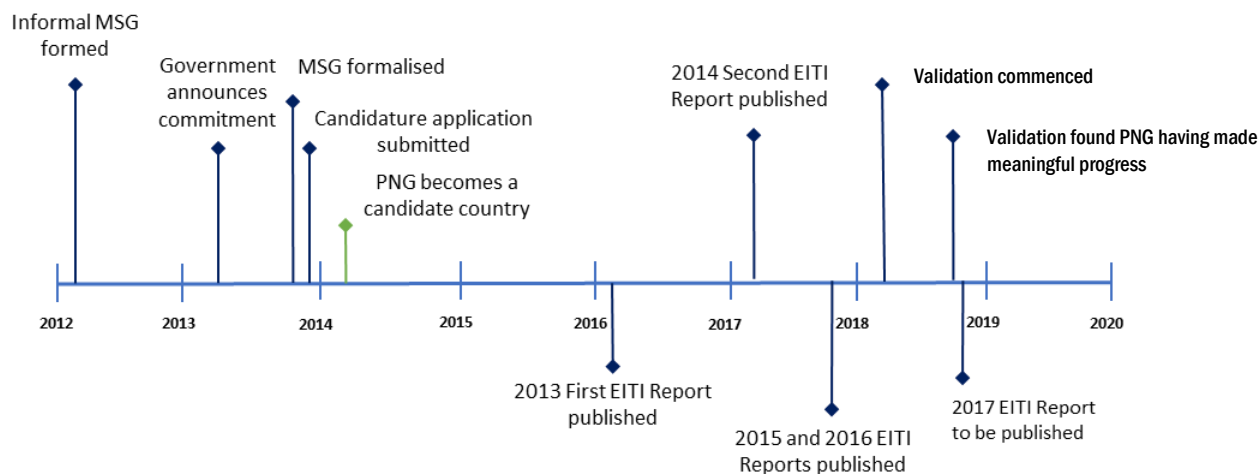 Informal MSG
formed
Government
announces
commitment
MSG formalised
Candidature application
submitted
PNG becomes a
candidate country
2014 Second EITI
Report published
Validation commenced
Validation found PNG having made
meaningful progress
2012
2013
2014
2015
2016
2017
2018
2019
2020
2013 First EITI Report
published
2015 and 2016 EITI
Reports published
2017 EITI Report
to be published